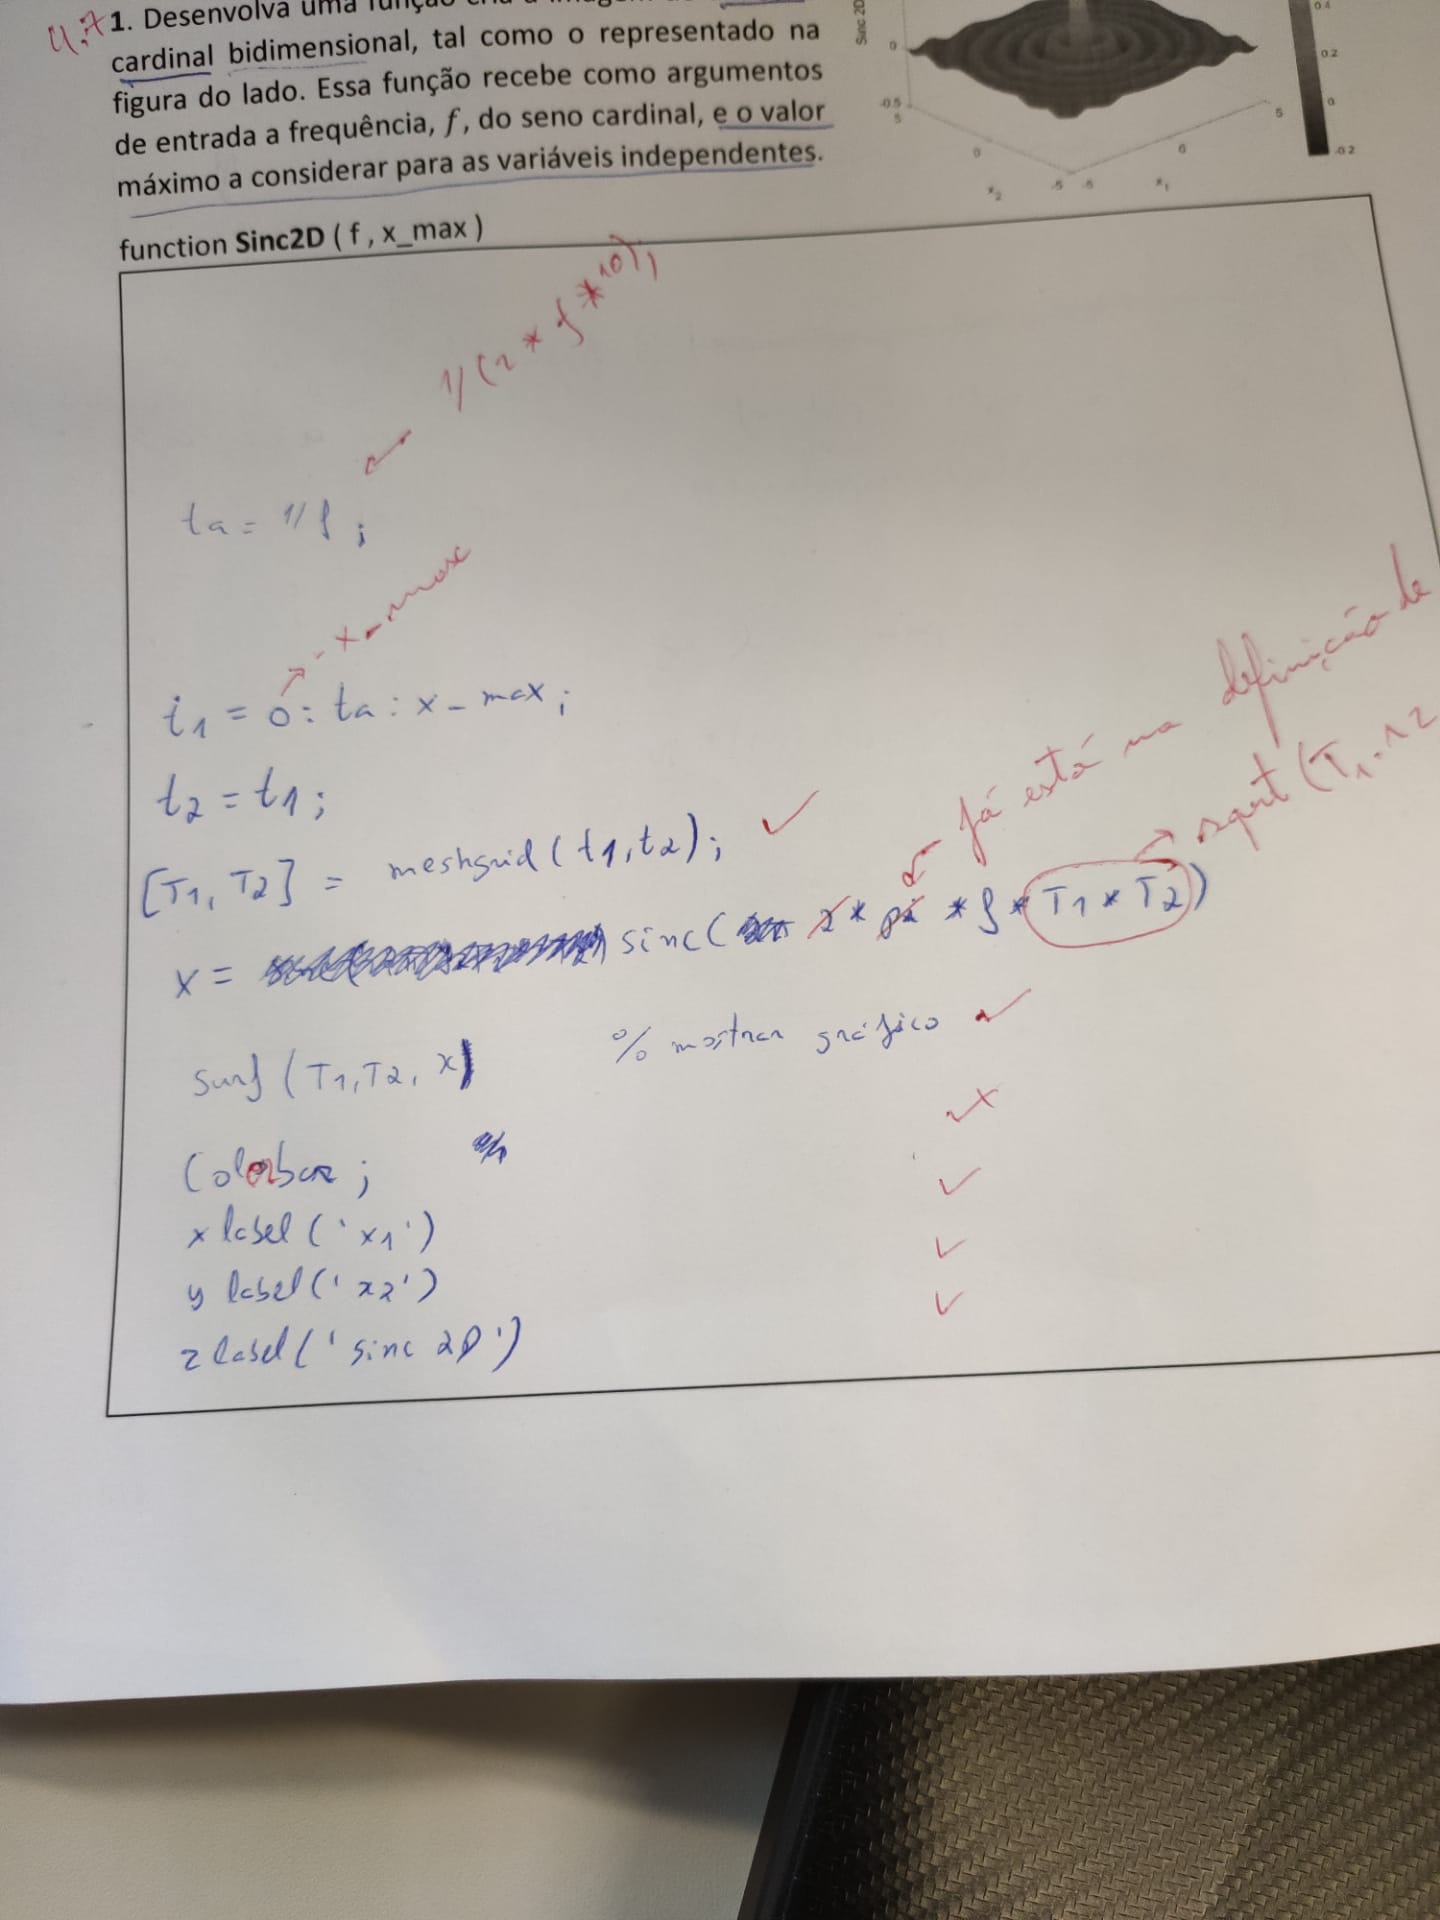 4.7 1. Desenvolva uma função
cardinal bidimensional, tal como o representado na
figura do lado. Essa função recebe como argumentos
de entrada a frequência, f, do seno cardinal, e o valor
máximo a considerar para as variáveis independentes.
Sinc 2D
0
-0.5
5
0
-5
-5
0
5
x2
x1
0.4
0.2
0
-0.2
function Sinc2D ( f , x_max )
1/(2 * f * 10);
ta = 1/f ;
-x_max
t1 = 0 : ta : x_max ;
t2 = t1 ;
[T1, T2] = meshgrid(t1,t2);
já está na definição de
sqrt(T1.^2
x = sinc( 2 * pi * f * T1 * T2 )
surf (T1,T2, x) % mostrar gráfico
Colorbar ;
xlabel ('x1')
ylabel('x2')
zlabel('sinc 2D')